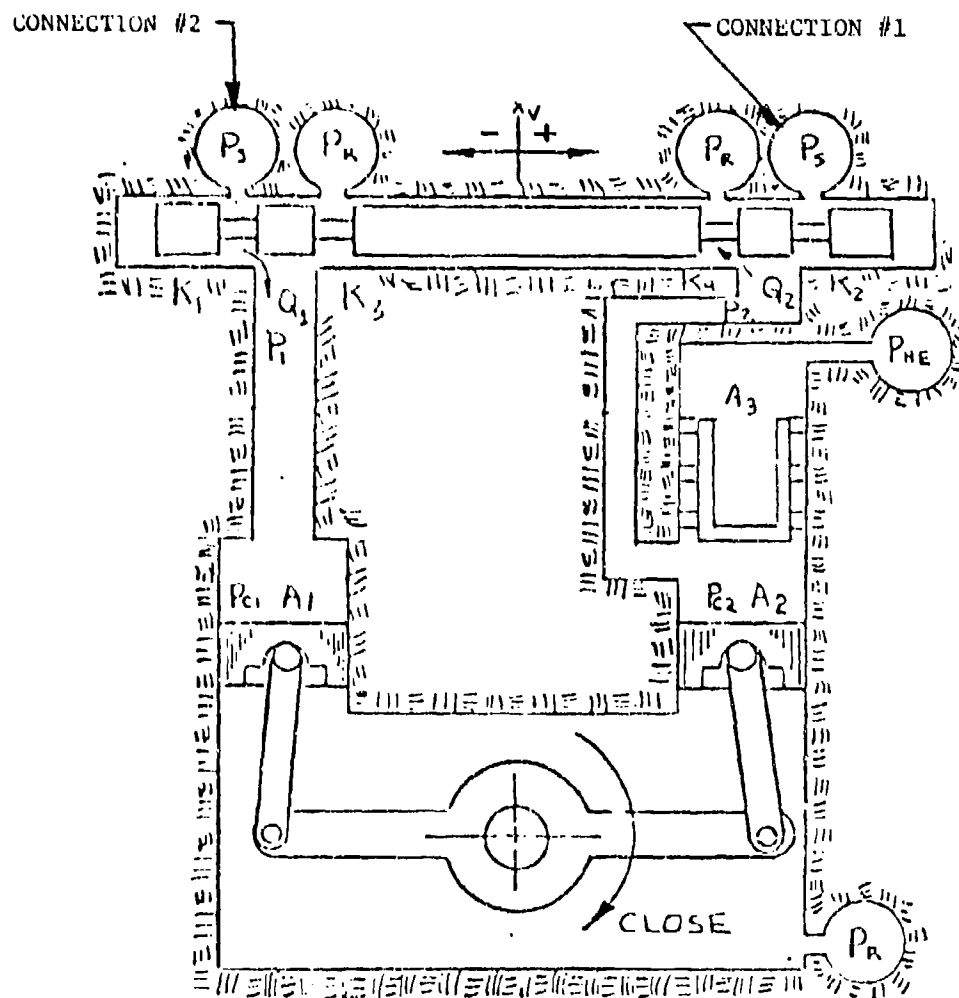 CONNECTION #2
CONNECTION #1
Ps PR Xv PR Ps
- +
K1 Q1 K3 K4 Q2 K2
P1 P2
PHE
A3
PC1 A1 PC2 A2
CLOSE
PR